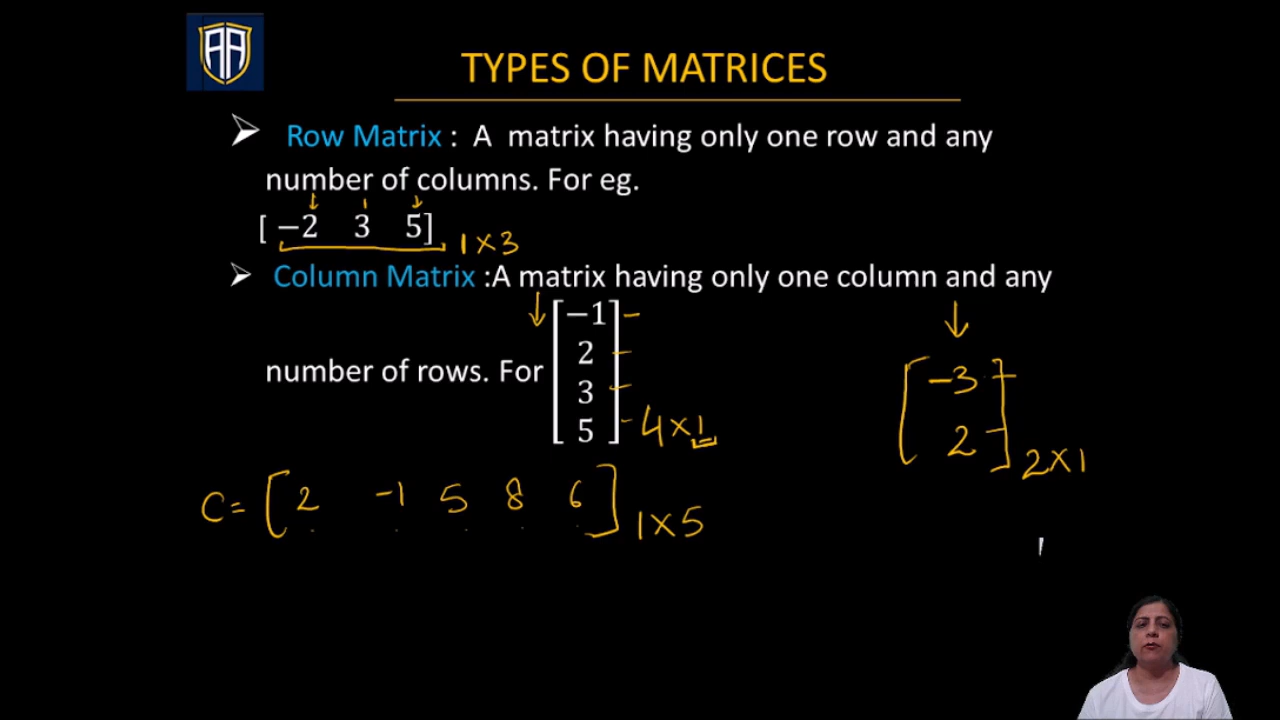 AA
TYPES OF MATRICES
➢ Row Matrix : A matrix having only one row and any
number of columns. For eg.
[ −2 3 5] 1×3
➢ Column Matrix :A matrix having only one column and any
number of rows. For
[−1
2
3
5] 4×1
[-3
2] 2×1
C= [2 -1 5 8 6] 1×5